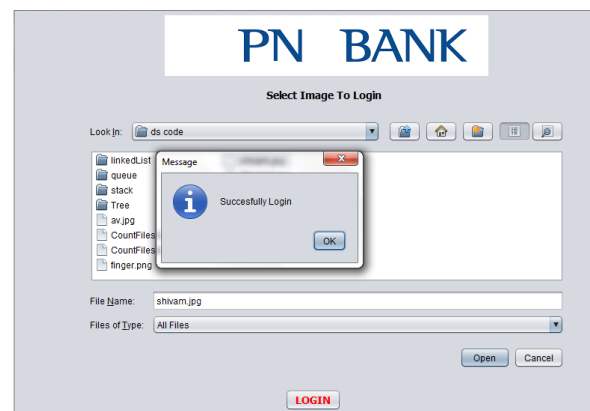 PN BANK
Select Image To Login
Look In: ds code
linkedList
queue
stack
Tree
av.jpg
CountFiles
CountFiles
finger.png
Message
Succesfully Login
OK
File Name: shivam.jpg
Files of Type: All Files
Open Cancel
LOGIN